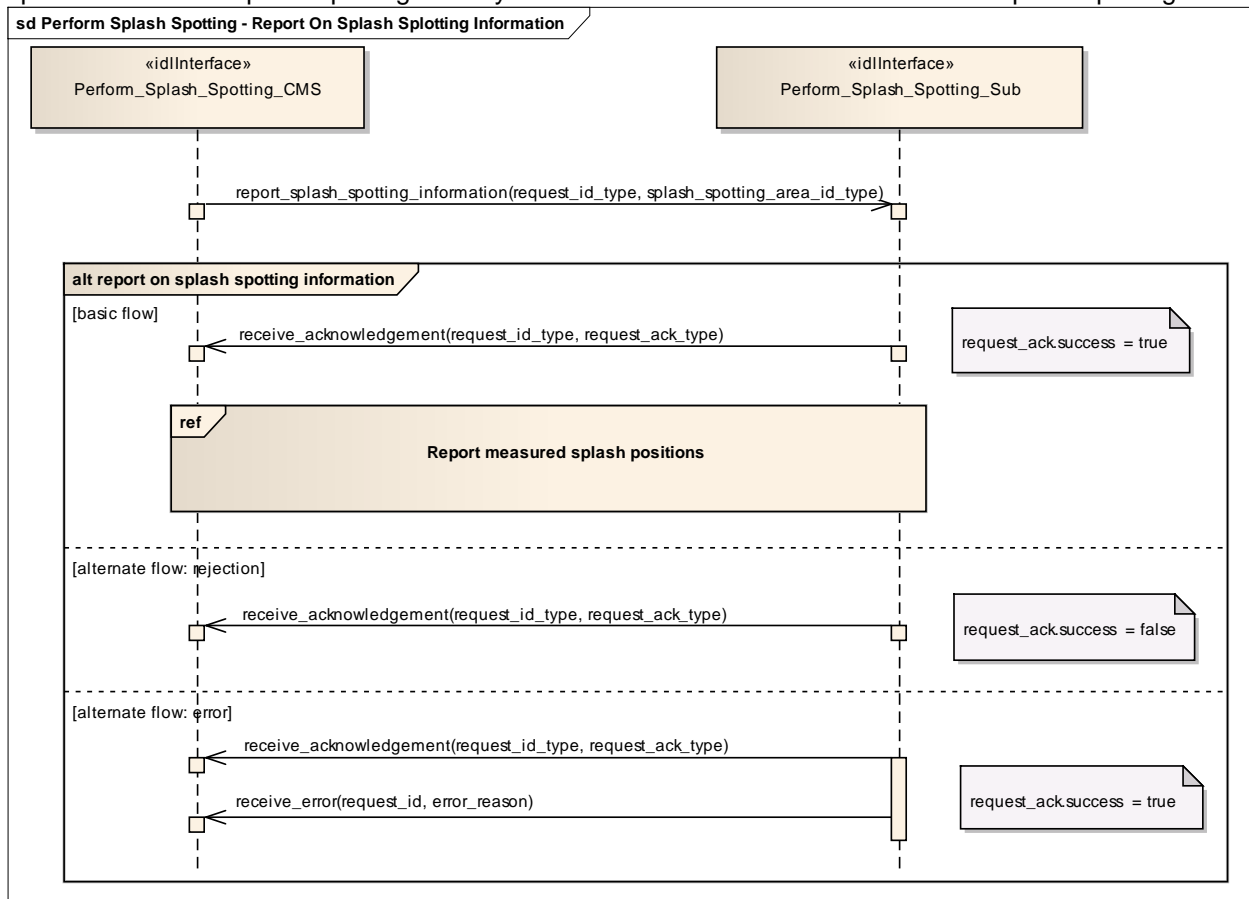 sd Perform Splash Spotting - Report On Splash Splotting Information
«idlInterface»
Perform_Splash_Spotting_CMS
«idlInterface»
Perform_Splash_Spotting_Sub
report_splash_spotting_information(request_id_type, splash_spotting_area_id_type)
alt report on splash spotting information
[basic flow]
receive_acknowledgement(request_id_type, request_ack_type)
request_ack.success = true
ref
Report measured splash positions
[alternate flow: rejection]
receive_acknowledgement(request_id_type, request_ack_type)
request_ack.success = false
[alternate flow: error]
receive_acknowledgement(request_id_type, request_ack_type)
receive_error(request_id, error_reason)
request_ack.success = true